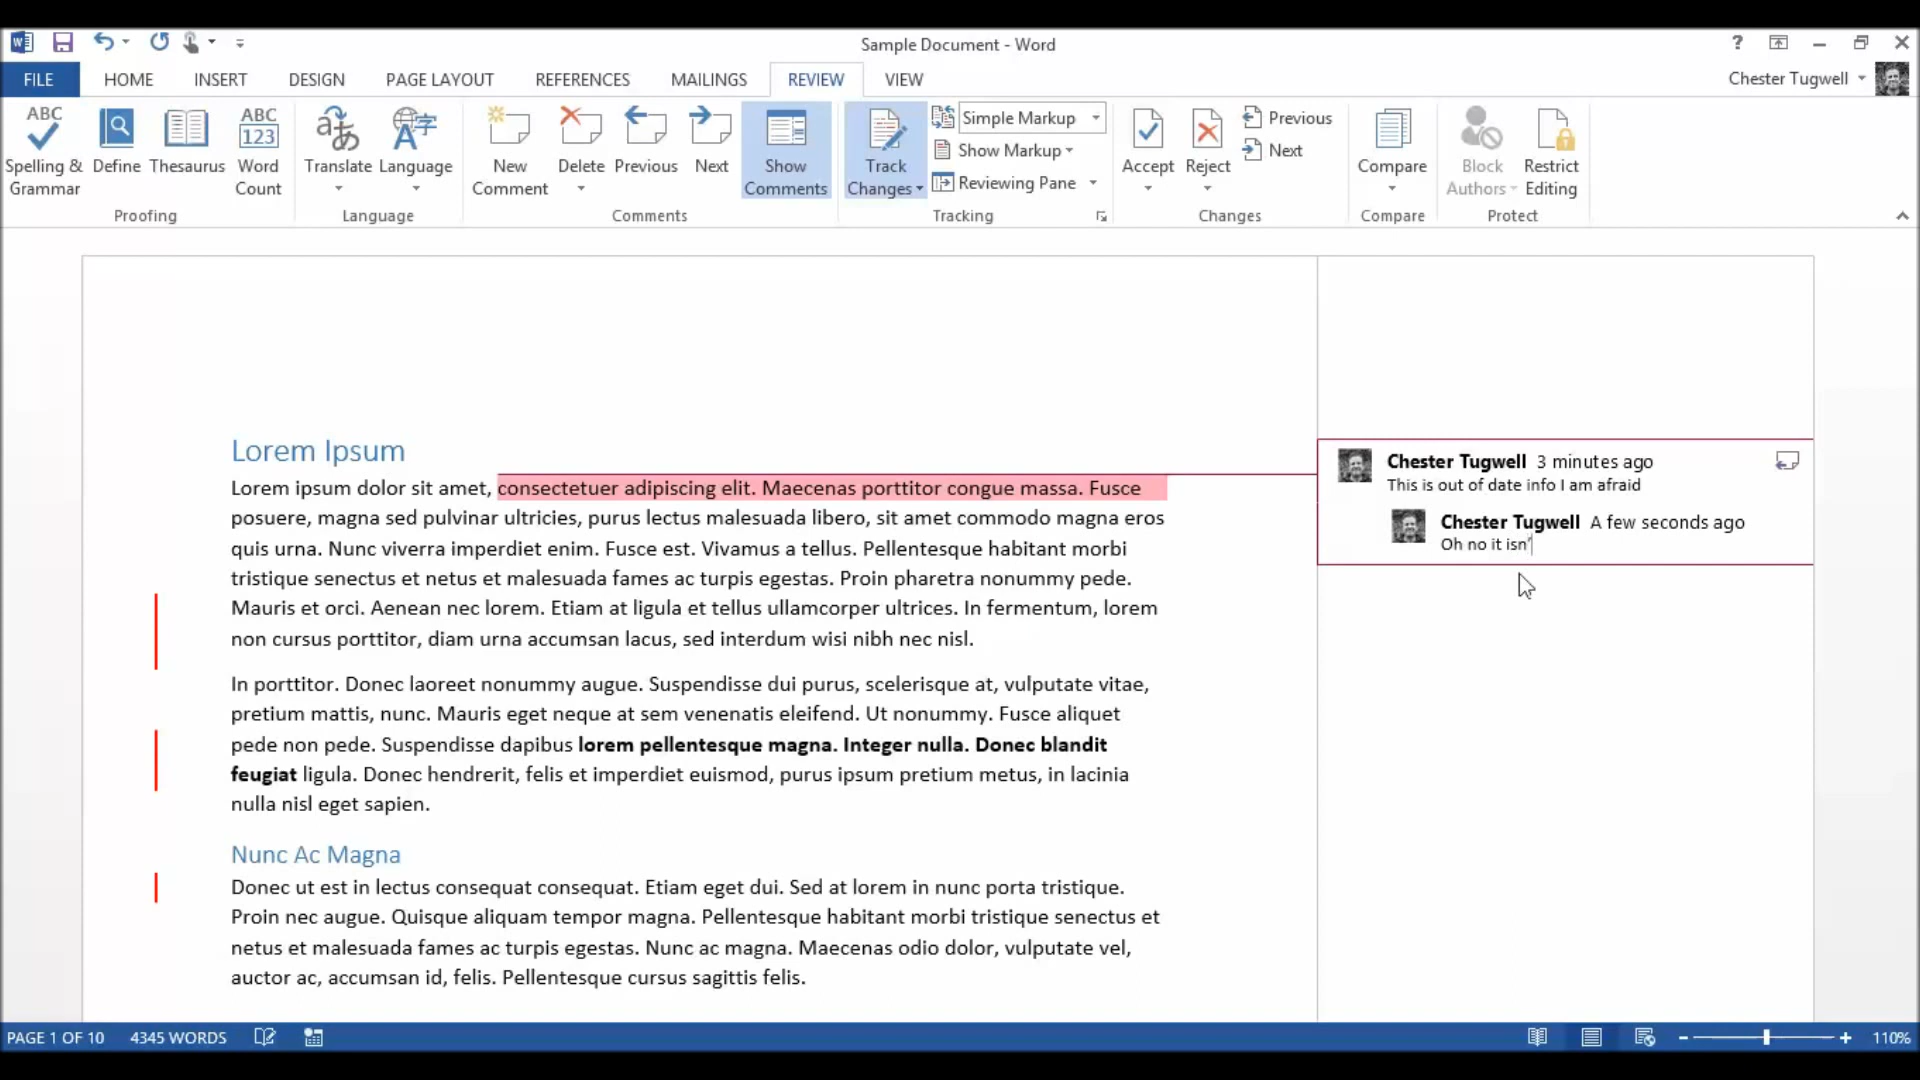 Sample Document - Word
?
FILE HOME INSERT DESIGN PAGE LAYOUT REFERENCES MAILINGS REVIEW VIEW
Chester Tugwell
ABC
Spelling &
Grammar
Define
Thesaurus
ABC
123
Word
Count
Proofing
Translate
Language
Language
New
Comment
Delete
Previous
Next
Show
Comments
Comments
Track
Changes
Simple Markup
Show Markup
Reviewing Pane
Tracking
Accept
Reject
Previous
Next
Changes
Compare
Compare
Block
Authors
Restrict
Editing
Protect
Lorem Ipsum
Lorem ipsum dolor sit amet, consectetuer adipiscing elit. Maecenas porttitor congue massa. Fusce
posuere, magna sed pulvinar ultricies, purus lectus malesuada libero, sit amet commodo magna eros
quis urna. Nunc viverra imperdiet enim. Fusce est. Vivamus a tellus. Pellentesque habitant morbi
tristique senectus et netus et malesuada fames ac turpis egestas. Proin pharetra nonummy pede.
Mauris et orci. Aenean nec lorem. Etiam at ligula et tellus ullamcorper ultrices. In fermentum, lorem
non cursus porttitor, diam urna accumsan lacus, sed interdum wisi nibh nec nisl.
In porttitor. Donec laoreet nonummy augue. Suspendisse dui purus, scelerisque at, vulputate vitae,
pretium mattis, nunc. Mauris eget neque at sem venenatis eleifend. Ut nonummy. Fusce aliquet
pede non pede. Suspendisse dapibus lorem pellentesque magna. Integer nulla. Donec blandit
feugiat ligula. Donec hendrerit, felis et imperdiet euismod, purus ipsum pretium metus, in lacinia
nulla nisl eget sapien.
Nunc Ac Magna
Donec ut est in lectus consequat consequat. Etiam eget dui. Sed at lorem in nunc porta tristique.
Proin nec augue. Quisque aliquam tempor magna. Pellentesque habitant morbi tristique senectus et
netus et malesuada fames ac turpis egestas. Nunc ac magna. Maecenas odio dolor, vulputate vel,
auctor ac, accumsan id, felis. Pellentesque cursus sagittis felis.
Chester Tugwell 3 minutes ago
This is out of date info I am afraid
Chester Tugwell A few seconds ago
Oh no it isn'
PAGE 1 OF 10 4345 WORDS
110%